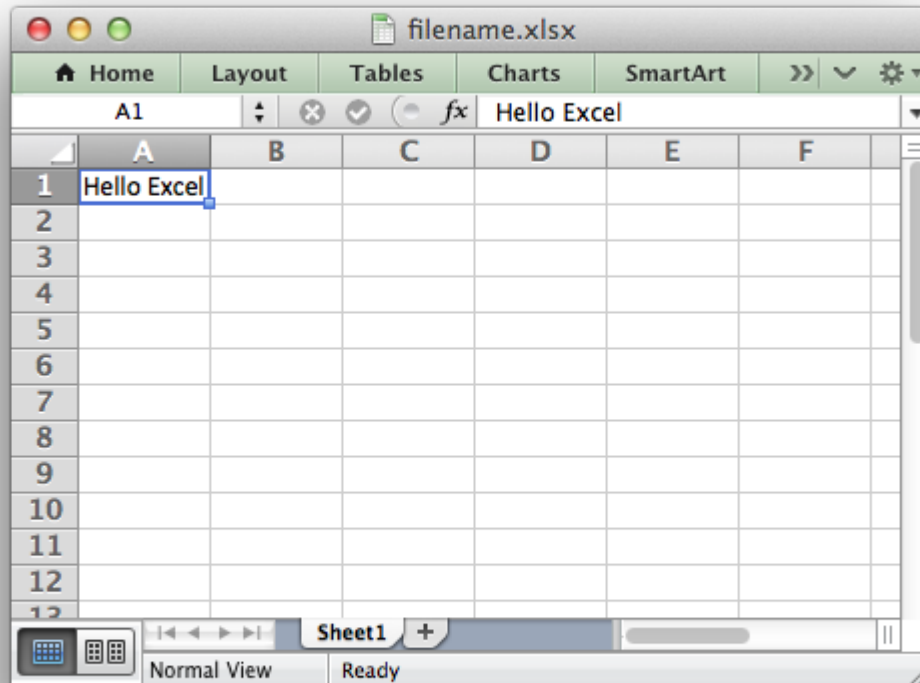 filename.xlsx
Home Layout Tables Charts SmartArt
A1 fx Hello Excel
A B C D E F
1 Hello Excel
2
3
4
5
6
7
8
9
10
11
12
13
Sheet1 +
Normal View Ready